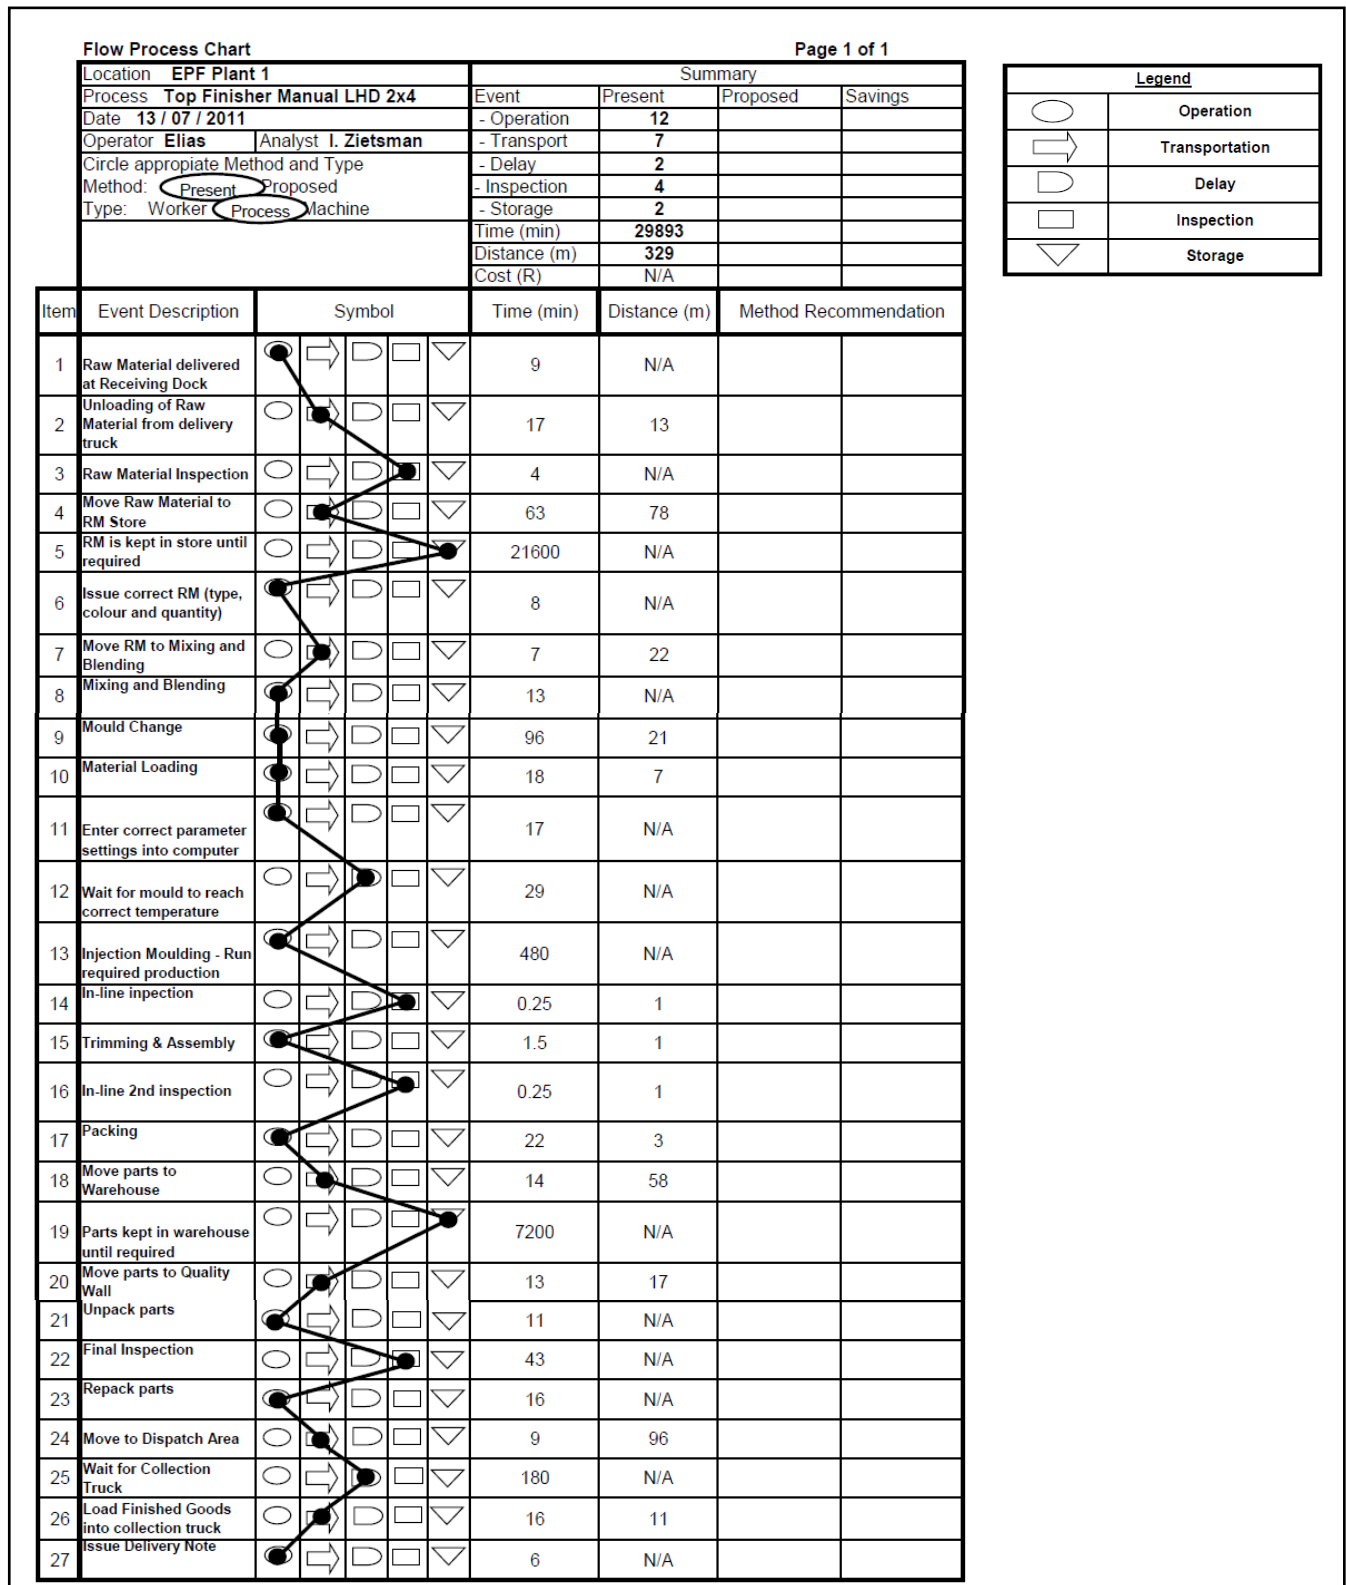 Flow Process Chart Page 1 of 1
Location EPF Plant 1 Summary
Process Top Finisher Manual LHD 2x4 Event Present Proposed Savings
Date 13 / 07 / 2011 - Operation 12
Operator Elias Analyst I. Zietsman - Transport 7
Circle appropiate Method and Type - Delay 2
Method: Present Proposed - Inspection 4
Type: Worker Process Machine - Storage 2
Time (min) 29893
Distance (m) 329
Cost (R) N/A
Legend
Operation
Transportation
Delay
Inspection
Storage
Item Event Description Symbol Time (min) Distance (m) Method Recommendation
1 Raw Material delivered at Receiving Dock 9 N/A
2 Unloading of Raw Material from delivery truck 17 13
3 Raw Material Inspection 4 N/A
4 Move Raw Material to RM Store 63 78
5 RM is kept in store until required 21600 N/A
6 Issue correct RM (type, colour and quantity) 8 N/A
7 Move RM to Mixing and Blending 7 22
8 Mixing and Blending 13 N/A
9 Mould Change 96 21
10 Material Loading 18 7
11 Enter correct parameter settings into computer 17 N/A
12 Wait for mould to reach correct temperature 29 N/A
13 Injection Moulding - Run required production 480 N/A
14 In-line inpection 0.25 1
15 Trimming & Assembly 1.5 1
16 In-line 2nd inspection 0.25 1
17 Packing 22 3
18 Move parts to Warehouse 14 58
19 Parts kept in warehouse until required 7200 N/A
20 Move parts to Quality Wall 13 17
21 Unpack parts 11 N/A
22 Final Inspection 43 N/A
23 Repack parts 16 N/A
24 Move to Dispatch Area 9 96
25 Wait for Collection Truck 180 N/A
26 Load Finished Goods into collection truck 16 11
27 Issue Delivery Note 6 N/A